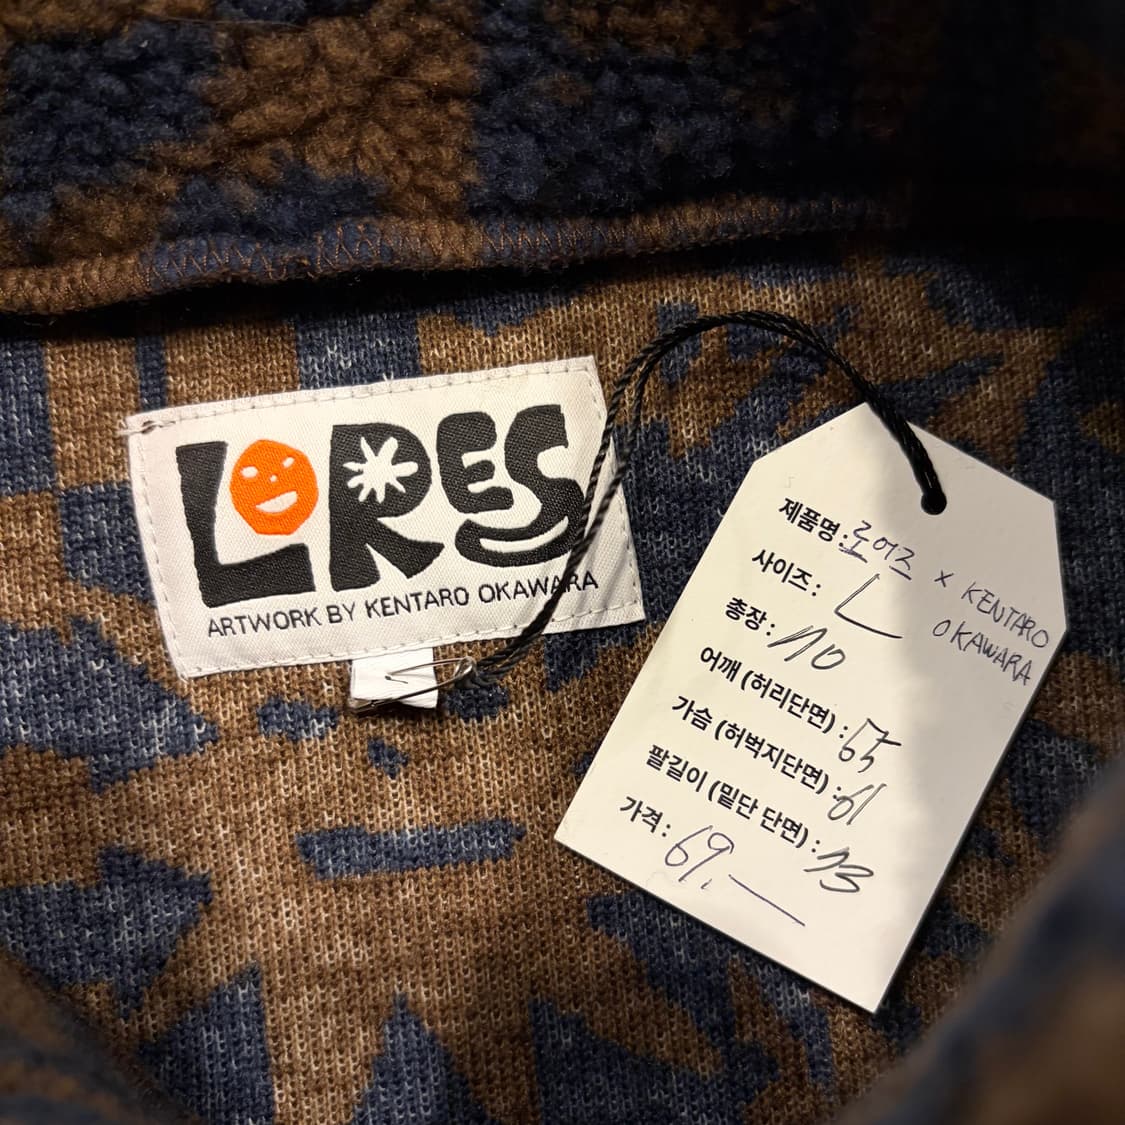 LORES
ARTWORK BY KENTARO OKAWARA
제품명 : 로어즈 x KENTARO
OKAWARA
사이즈 : L
총장 : 70
어깨 (허리단면) : 65
가슴 (허벅지단면) : 61
팔길이 (밑단 단면) : 73
가격 : 69.—